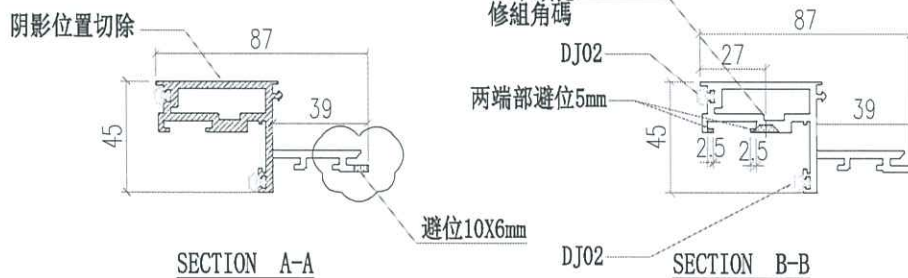 阴影位置切除
87
45
39
避位10X6mm
SECTION A-A
修組角碼
DJ02
两端部避位5mm
87
27
39
45
2.5
2.5
DJ02
SECTION B-B